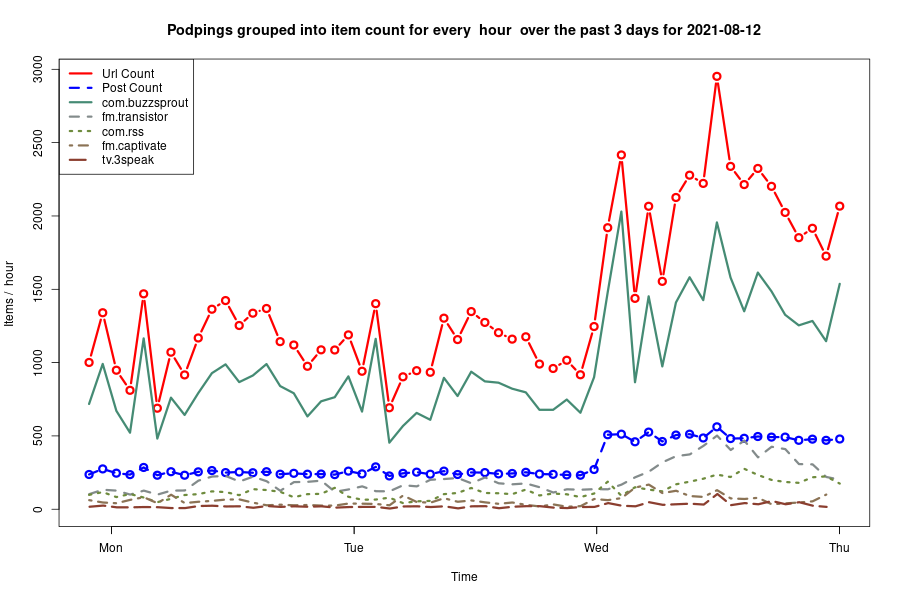 Podpings grouped into item count for every  hour  over the past 3 days for 2021-08-12
Url Count
Post Count
com.buzzsprout
fm.transistor
com.rss
fm.captivate
tv.3speak
Items /  hour
3000
2500
2000
1500
1000
500
0
Mon Tue Wed Thu
Time